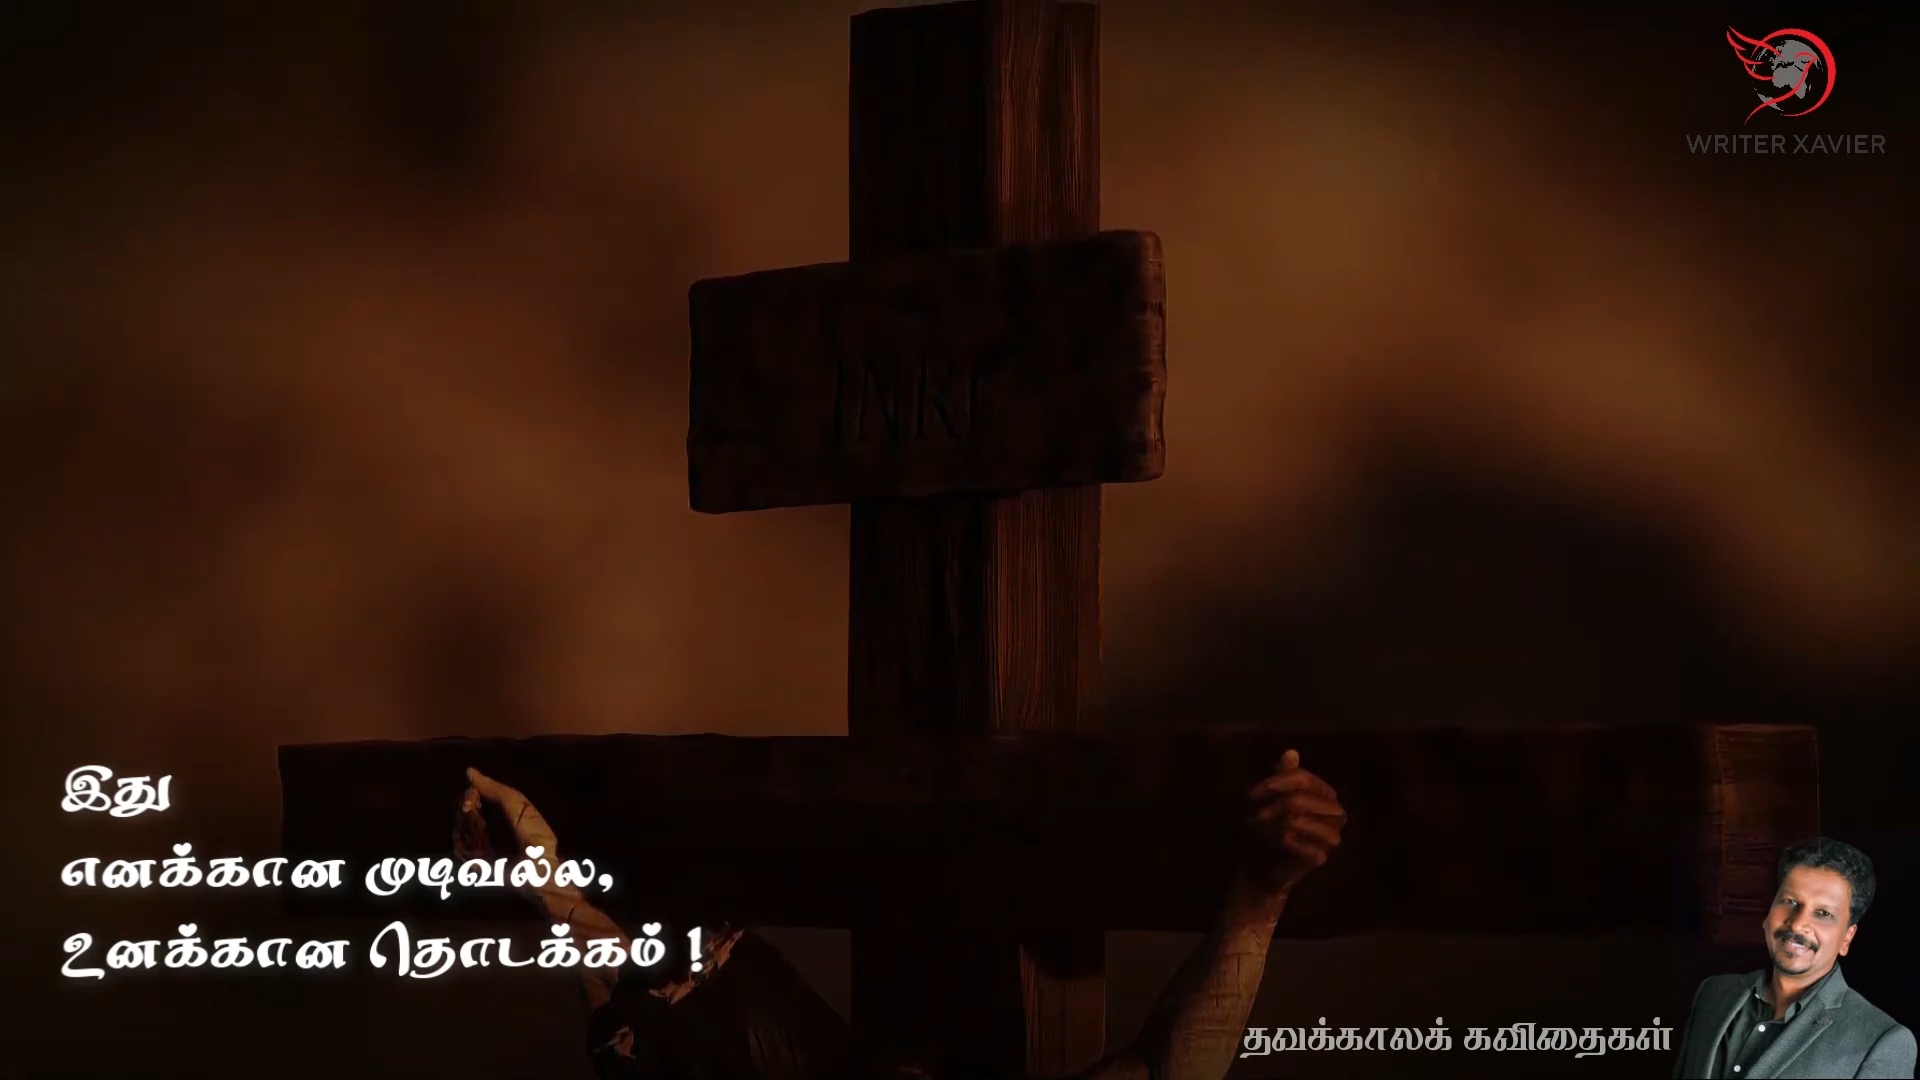 WRITER XAVIER
INRI
இது
எனக்கான முடிவல்ல,
உனக்கான தொடக்கம் !
தவக்காலக் கவிதைகள்